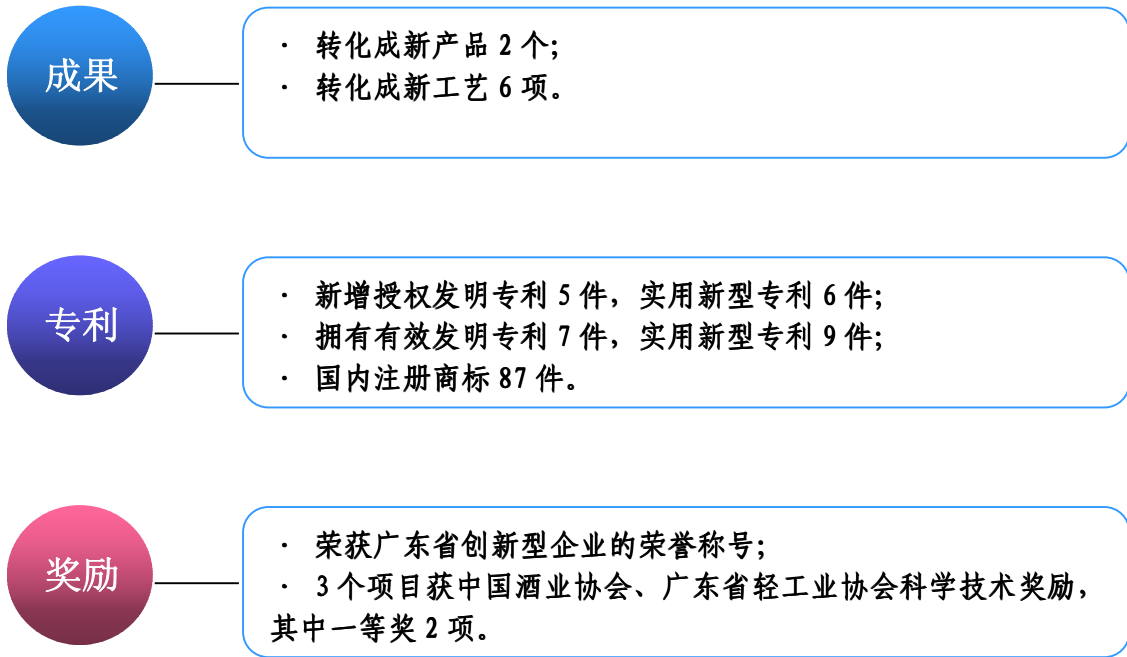 成果
· 转化成新产品 2 个;
· 转化成新工艺 6 项。
专利
· 新增授权发明专利 5 件，实用新型专利 6 件;
· 拥有有效发明专利 7 件，实用新型专利 9 件;
· 国内注册商标 87 件。
奖励
· 荣获广东省创新型企业的荣誉称号;
· 3 个项目获中国酒业协会、广东省轻工业协会科学技术奖励，
其中一等奖 2 项。